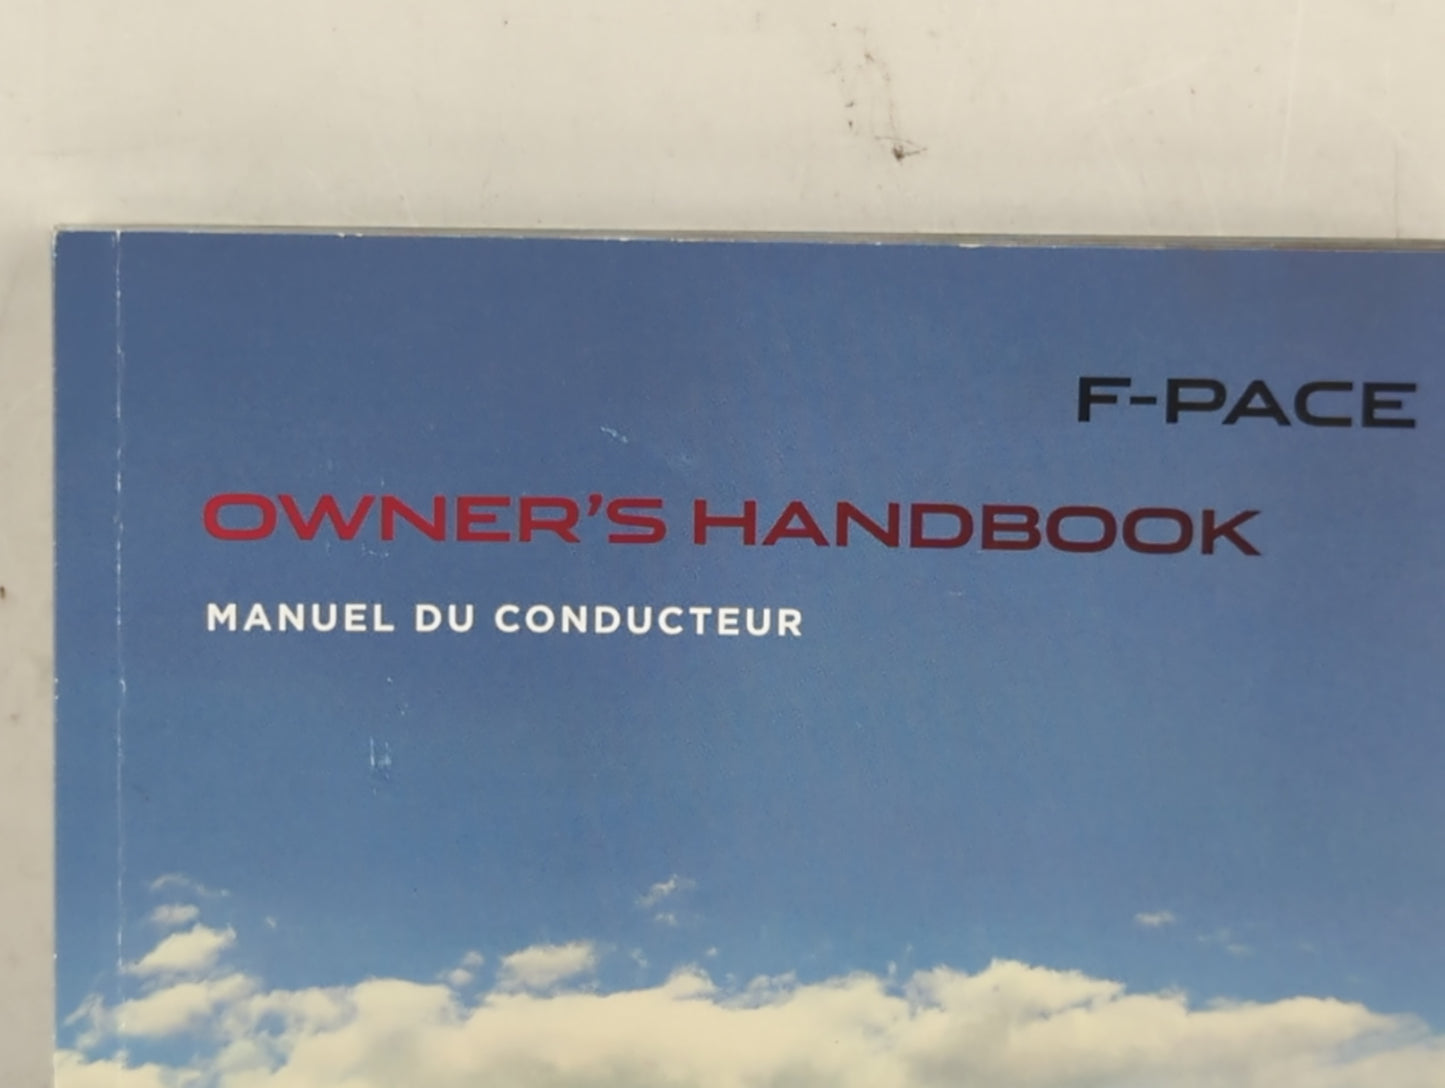 F-PACE
OWNER'S HANDBOOK
MANUEL DU CONDUCTEUR